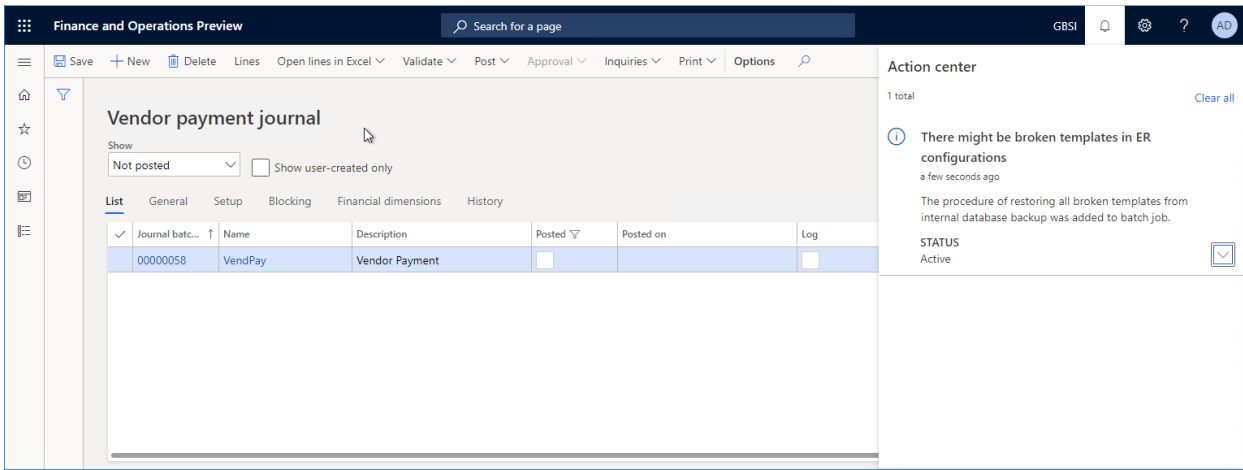 Finance and Operations Preview
Search for a page
GBSI
?
AD
Save
New
Delete
Lines
Open lines in Excel
Validate
Post
Approval
Inquiries
Print
Options
Vendor payment journal
Show
Not posted
Show user-created only
List
General
Setup
Blocking
Financial dimensions
History
Journal batc...
Name
Description
Posted
Posted on
Log
00000058
VendPay
Vendor Payment
Action center
1 total
Clear all
There might be broken templates in ER
configurations
a few seconds ago
The procedure of restoring all broken templates from
internal database backup was added to batch job.
STATUS
Active